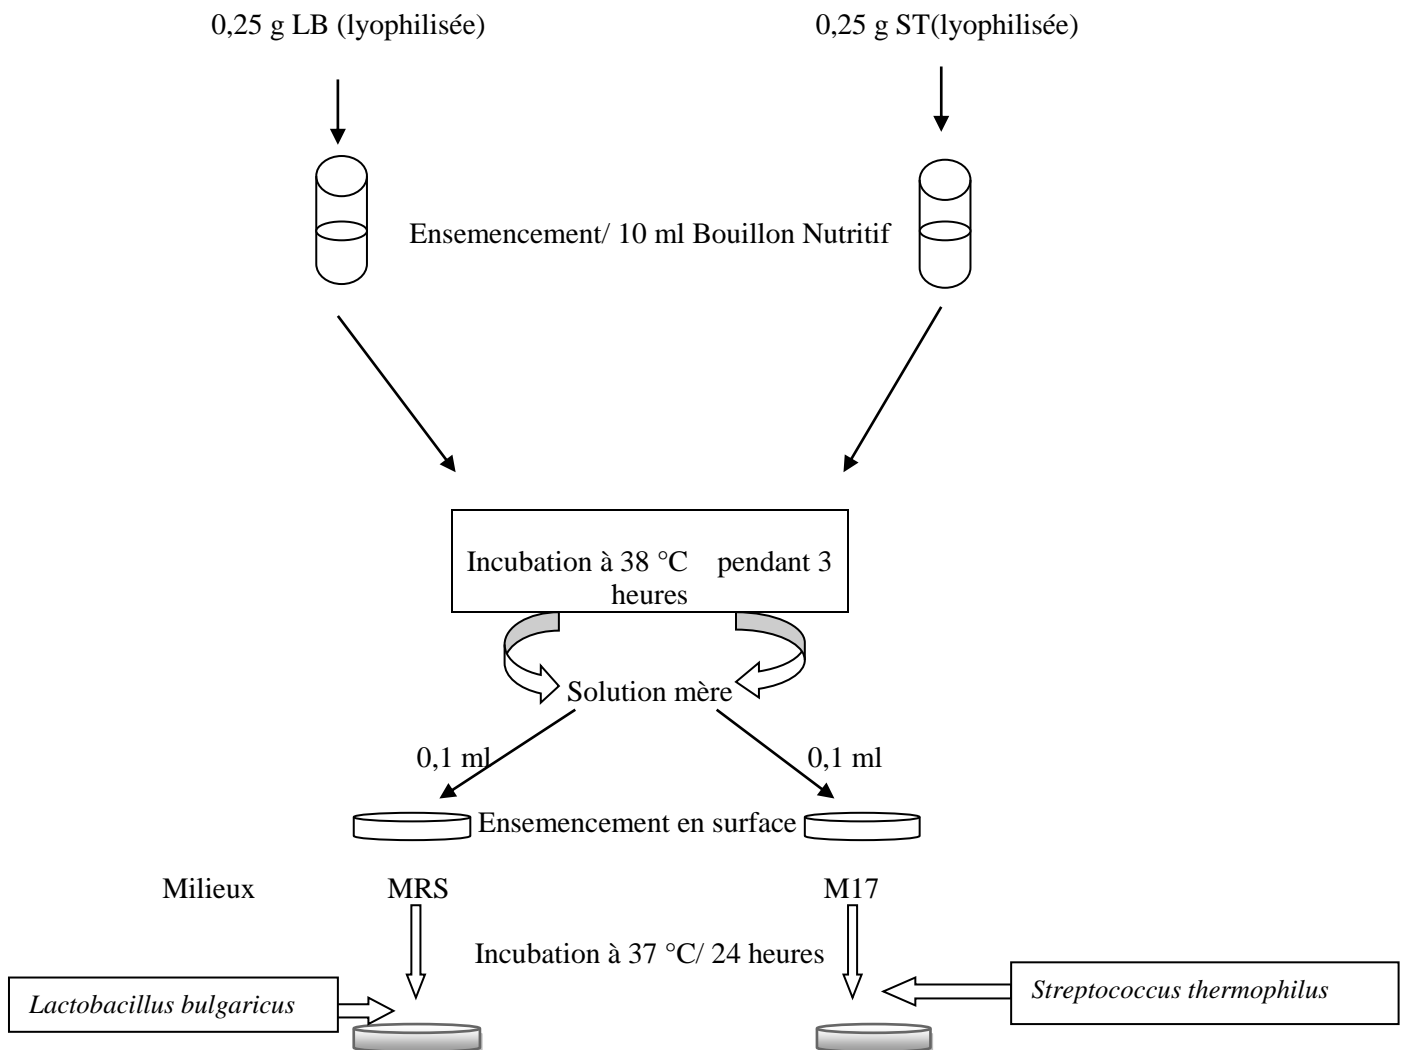 0,25 g LB (lyophilisée)
0,25 g ST(lyophilisée)
Ensemencement/ 10 ml Bouillon Nutritif
Incubation à 38 °C pendant 3
heures
Solution mère
0,1 ml
0,1 ml
Ensemencement en surface
Milieux
MRS
M17
Incubation à 37 °C/ 24 heures
Lactobacillus bulgaricus
Streptococcus thermophilus